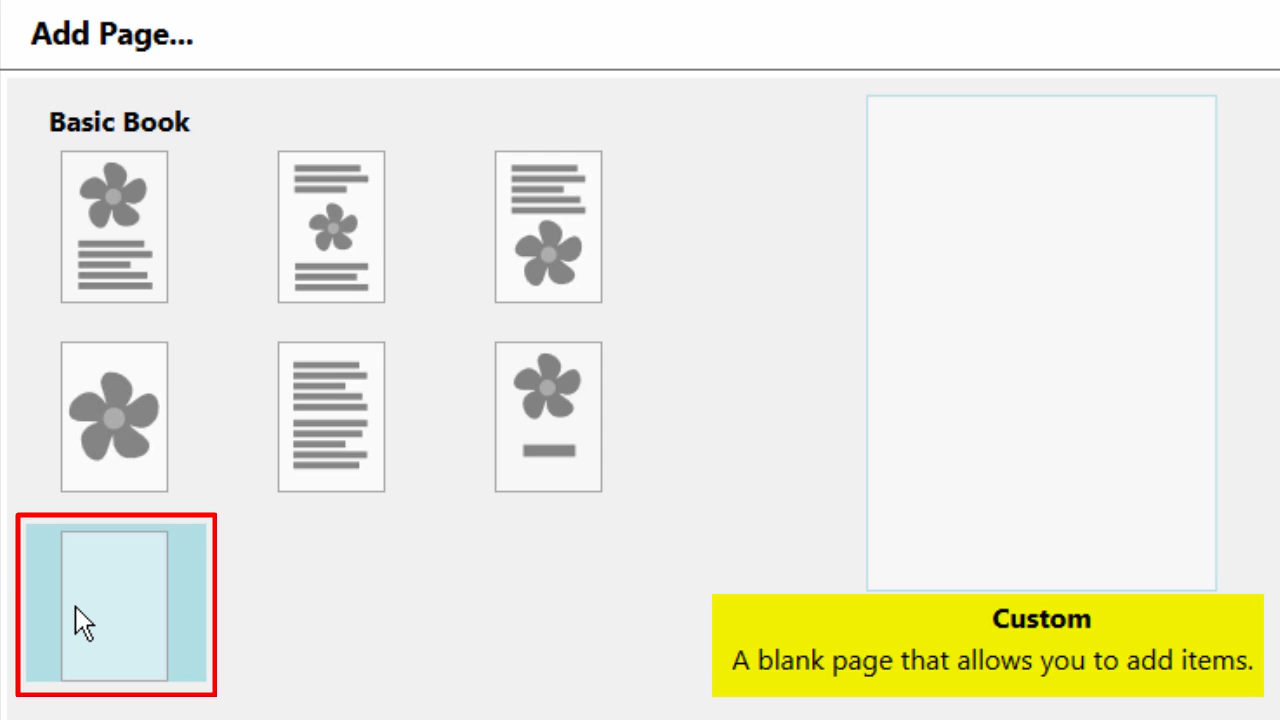 Add Page...
Basic Book
Custom
A blank page that allows you to add items.